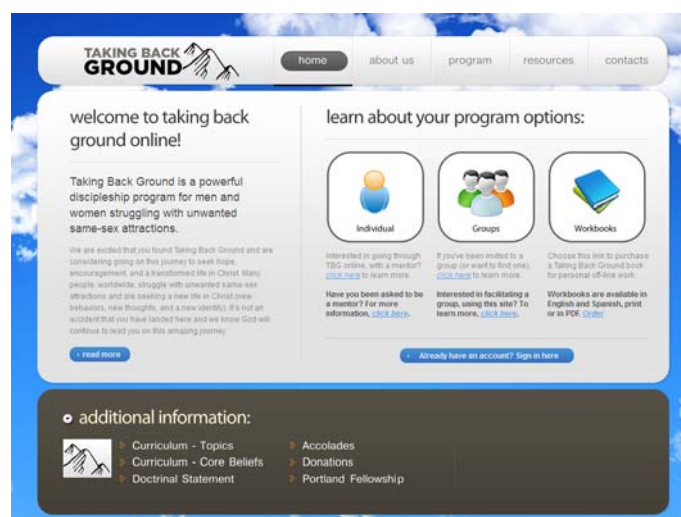 TAKING BACK
GROUND
home
about us
program
resources
contacts
welcome to taking back
ground online!
Taking Back Ground is a powerful
discipleship program for men and
women struggling with unwanted
same-sex attractions.
We are excited that you found Taking Back Ground and are
considering going on this journey to seek hope,
encouragement, and a transformed life in Christ. Many
people, worldwide, struggle with unwanted same-sex
attractions and are seeking a new life in Christ (new
behaviors, new thoughts, and a new identity). It's not an
accident that you have landed here and we know God will
continue to lead you on this amazing journey.
read more
learn about your program options:
Individual
Interested in going through
TBG online, with a mentor?
click here to learn more.
Have you been asked to be
a mentor? For more
information, click here.
Groups
If you've been invited to a
group (or want to find one),
click here to learn more.
Interested in facilitating a
group, using this site? To
learn more, click here.
Workbooks
Choose this link to purchase
a Taking Back Ground book
for personal off-line work.
Workbooks are available in
English and Spanish, print
or in PDF. Order
Already have an account? Sign in here
additional information:
Curriculum - Topics
Curriculum - Core Beliefs
Doctrinal Statement
Accolades
Donations
Portland Fellowship